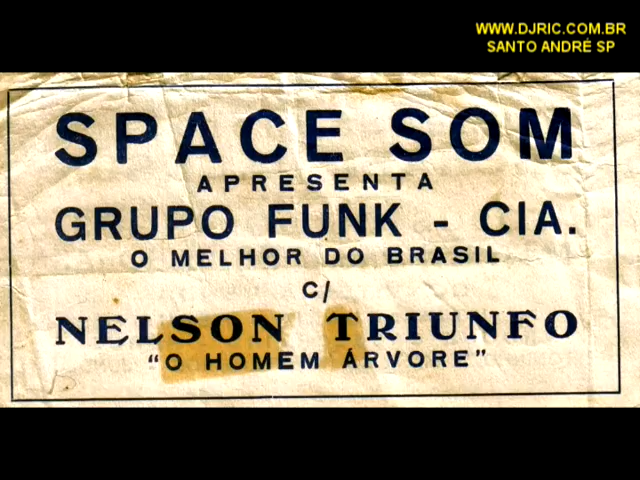 WWW.DJRIC.COM.BR
SANTO ANDRÉ SP
SPACE SOM
APRESENTA
GRUPO FUNK - CIA.
O MELHOR DO BRASIL
C/
NELSON TRIUNFO
“O HOMEM ÁRVORE”